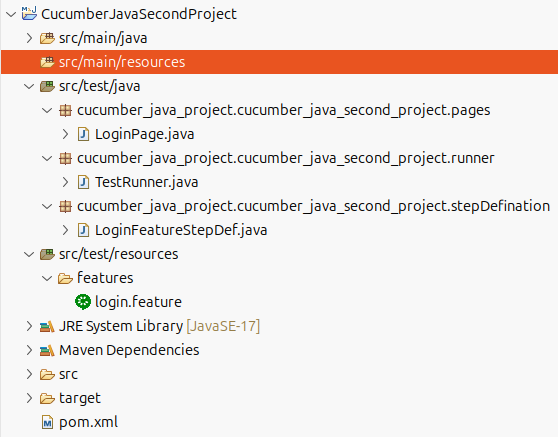 CucumberJavaSecondProject
src/main/java
src/main/resources
src/test/java
cucumber_java_project.cucumber_java_second_project.pages
LoginPage.java
cucumber_java_project.cucumber_java_second_project.runner
TestRunner.java
cucumber_java_project.cucumber_java_second_project.stepDefination
LoginFeatureStepDef.java
src/test/resources
features
login.feature
JRE System Library [JavaSE-17]
Maven Dependencies
src
target
pom.xml